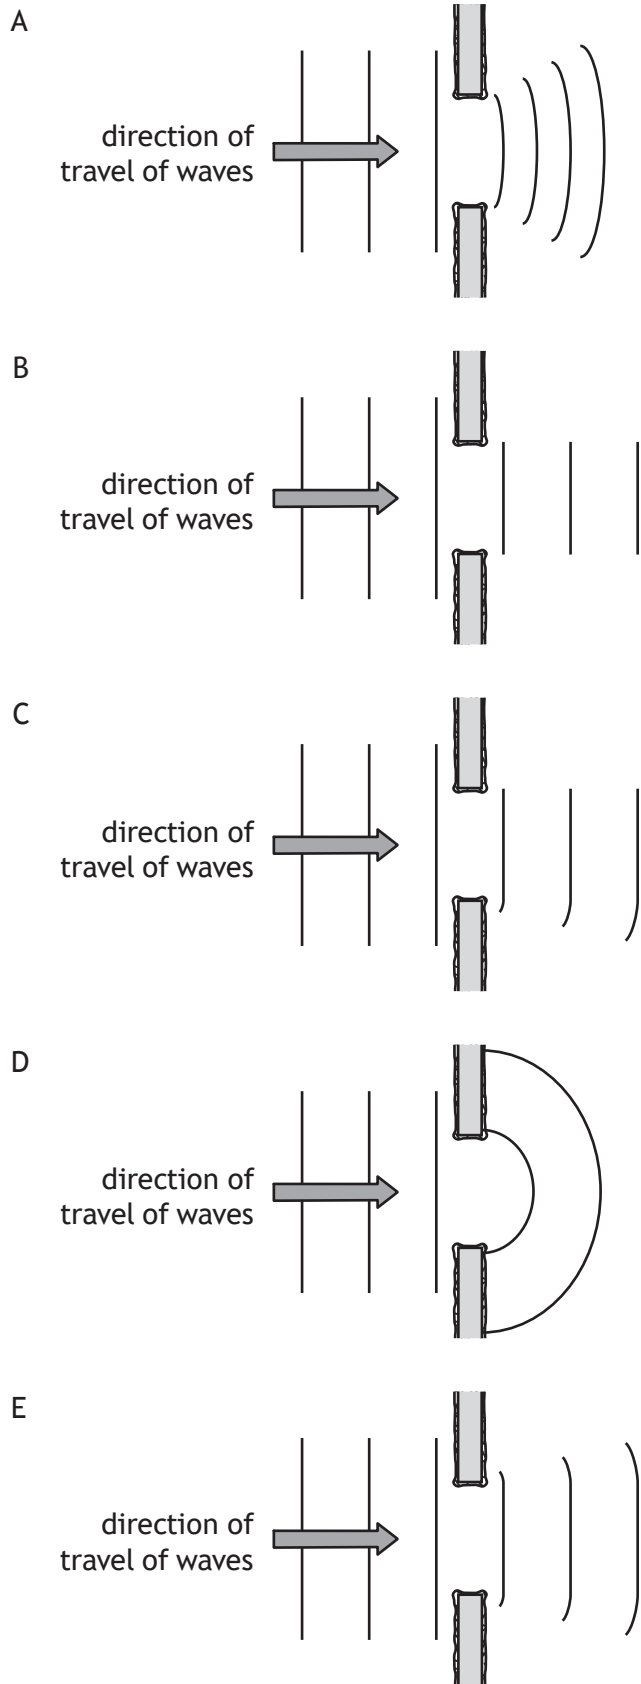 A
direction of
travel of waves
B
direction of
travel of waves
C
direction of
travel of waves
D
direction of
travel of waves
E
direction of
travel of waves